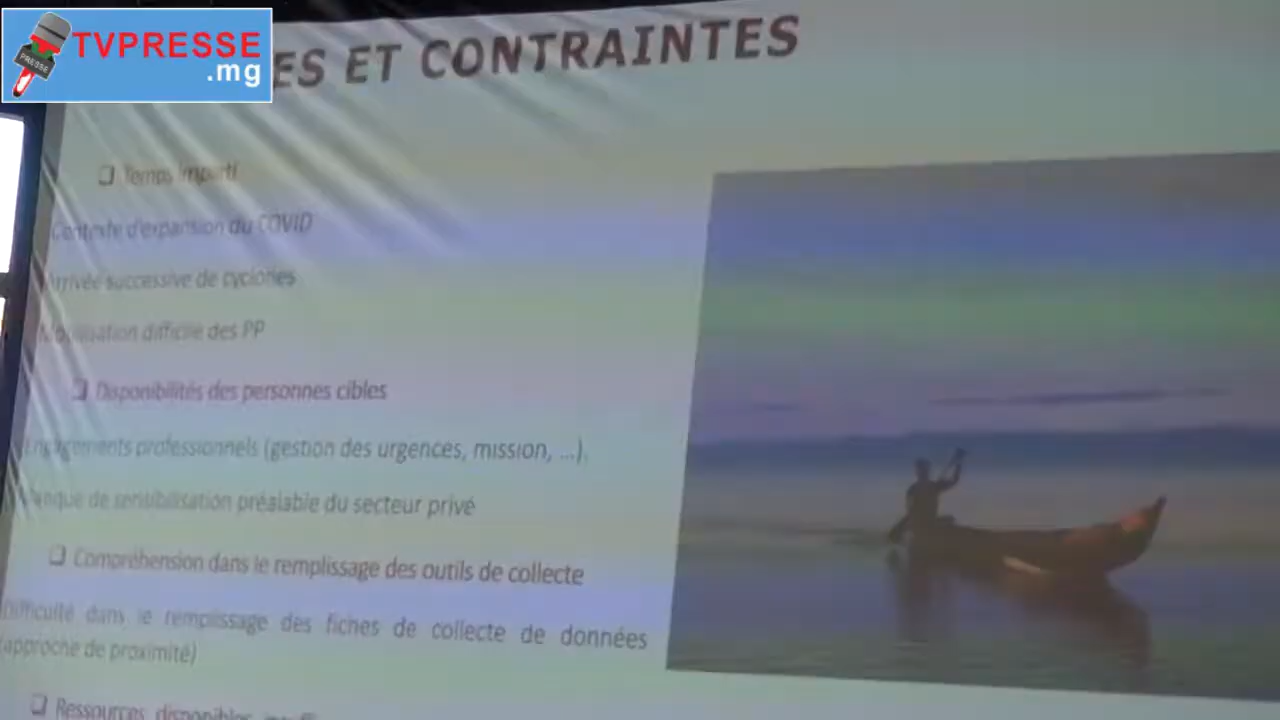 TVPRESSE
PRESSE
.mg
ES ET CONTRAINTES
❑ Temps imparti
Contexte d'expansion du COVID
Arrivée successive de cyclones
Mobilisation difficile des PP
❑ Disponibilités des personnes cibles
Engagements professionnels (gestion des urgences, mission, ...).
Manque de sensibilisation préalable du secteur privé
❑ Compréhension dans le remplissage des outils de collecte
Difficulté dans le remplissage des fiches de collecte de données
(approche de proximité)
❑ Ressources disponibles